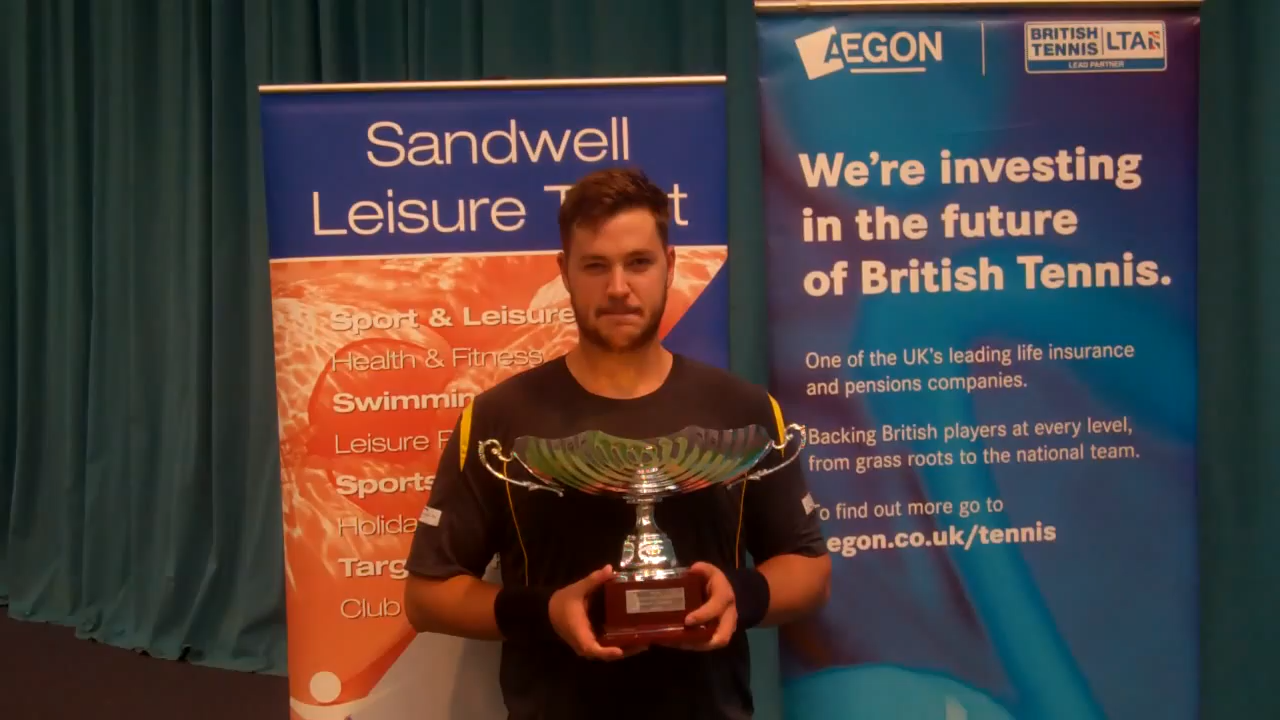 Sandwell
Leisure T t
Sport & Leisure
Health & Fitness
Swimmin
Leisure
Sports
Holida
Targ
Club
AEGON
BRITISH
TENNIS
LTA
LEAD PARTNER
We're investing
in the future
of British Tennis.
One of the UK's leading life insurance
and pensions companies.
Backing British players at every level,
from grass roots to the national team.
To find out more go to
egon.co.uk/tennis